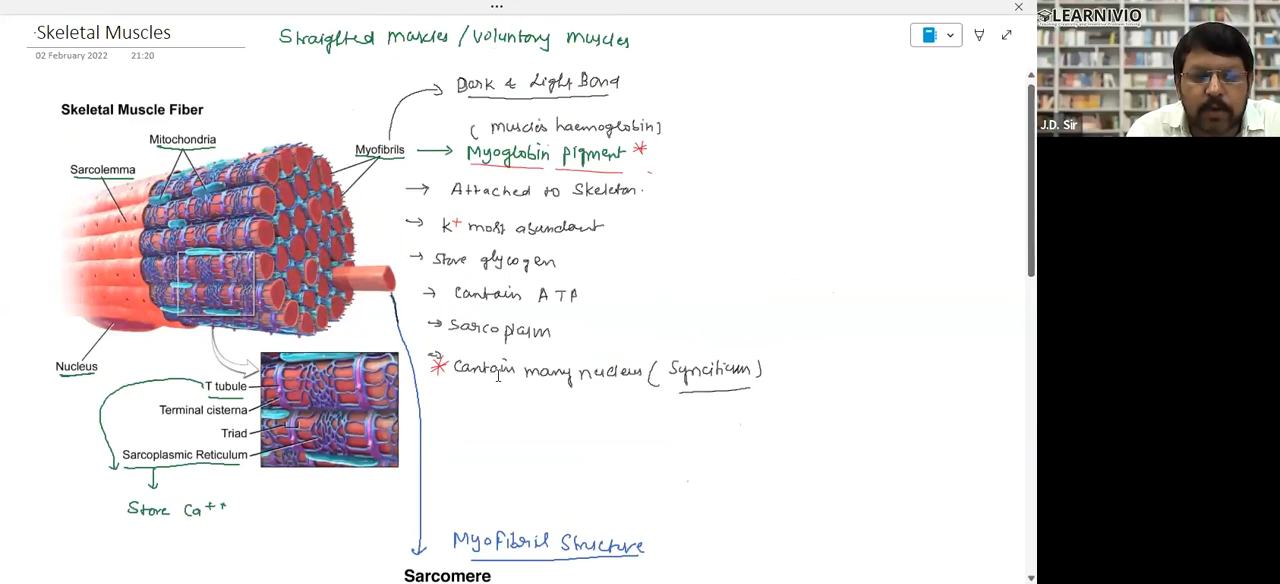 Skeletal Muscles
02 February 2022 21:20
Straighted muscles / Voluntary muscles
LEARNIVIO
J.D. Sir
Skeletal Muscle Fiber
Mitochondria
Sarcolemma
Myofibrils
Nucleus
T tubule
Terminal cisterna
Triad
Sarcoplasmic Reticulum
Store Ca++
Dark & Light Band
(muscles haemoglobin)
Myoglobin pigment *
Attached to Skeleton.
K+ most abundant
Store glycogen
Contain ATP
Sarcoplasm
* Contain many nucleus (Syncitium)
Myofibril Structure
Sarcomere